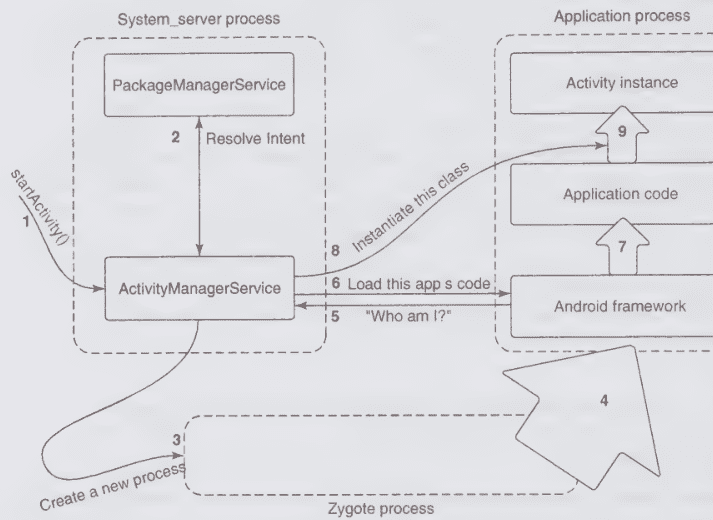 System_server process
Application process
PackageManagerService
Activity instance
2 Resolve Intent
9
startActivity()
1
8 Instantiate this class
Application code
7
ActivityManagerService
6 Load this app s code
5 "Who am I?"
Android framework
4
3
Create a new process
Zygote process